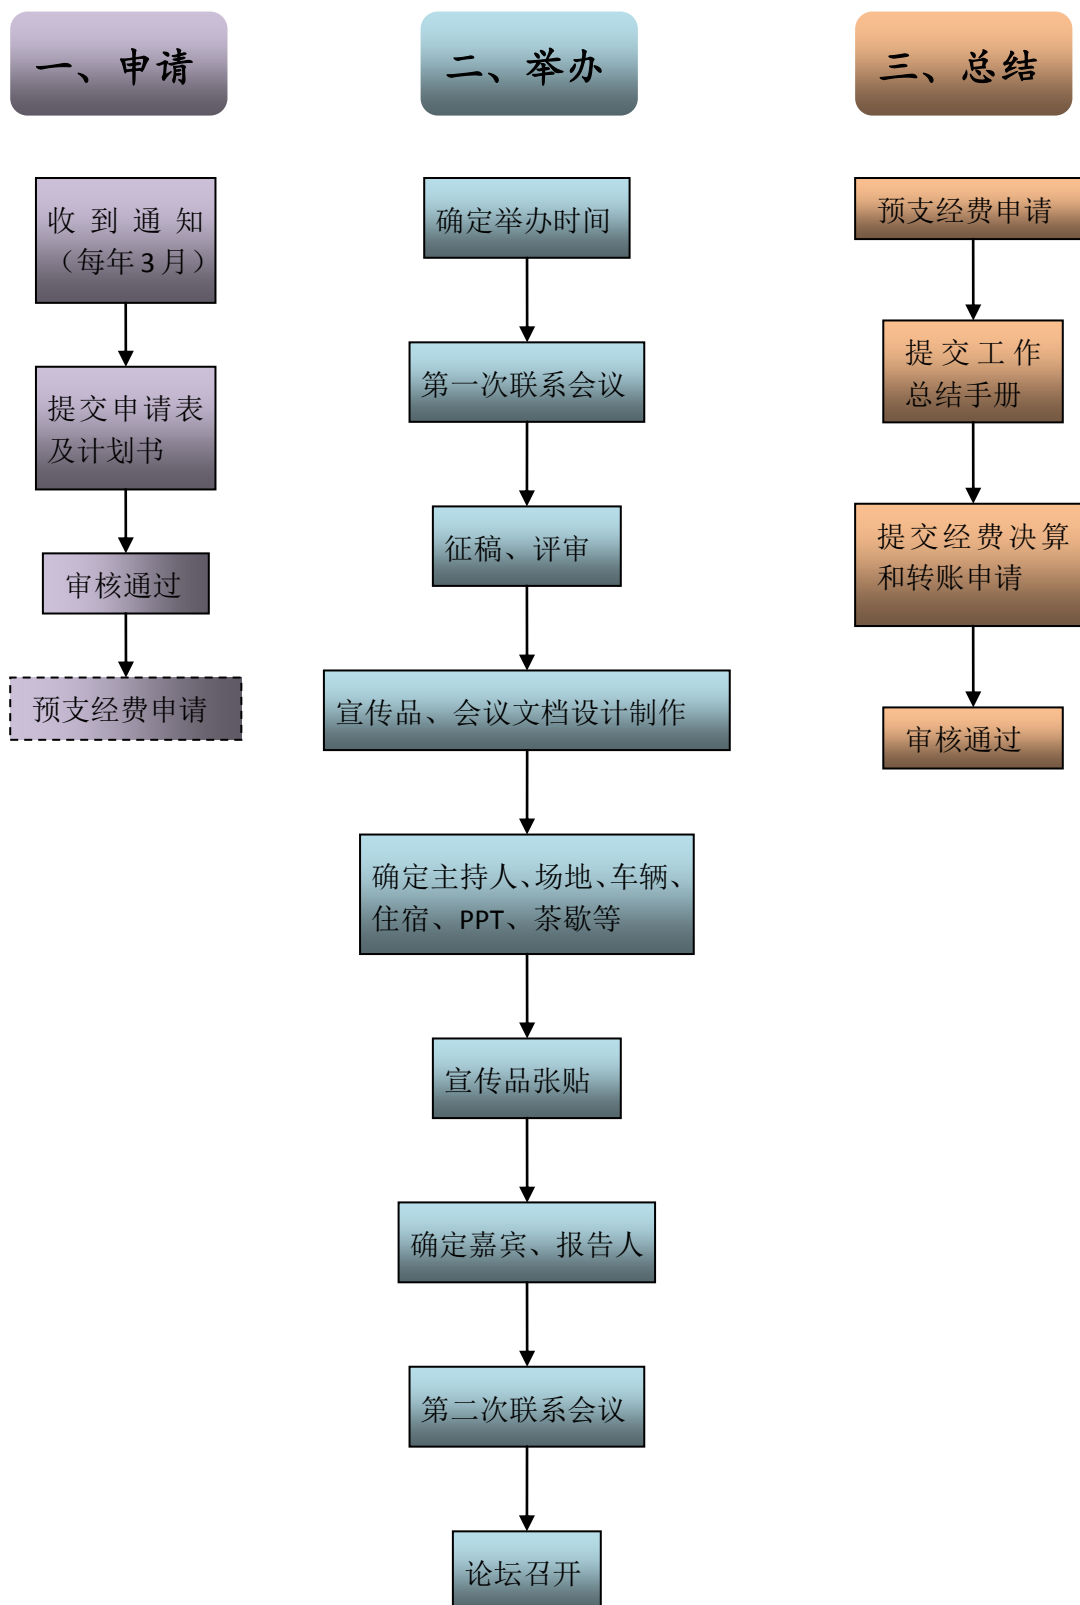 一、申请
收到通知
（每年3月）
提交申请表
及计划书
审核通过
预支经费申请
二、举办
确定举办时间
第一次联系会议
征稿、评审
宣传品、会议文档设计制作
确定主持人、场地、车辆、
住宿、PPT、茶歇等
宣传品张贴
确定嘉宾、报告人
第二次联系会议
论坛召开
三、总结
预支经费申请
提交工作
总结手册
提交经费决算
和转账申请
审核通过